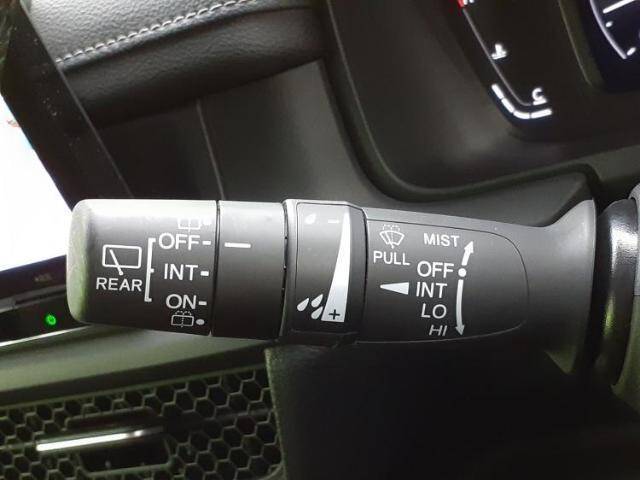 REAR
OFF
INT
ON
- 
+
PULL
MIST
OFF
INT
LO
HI
C